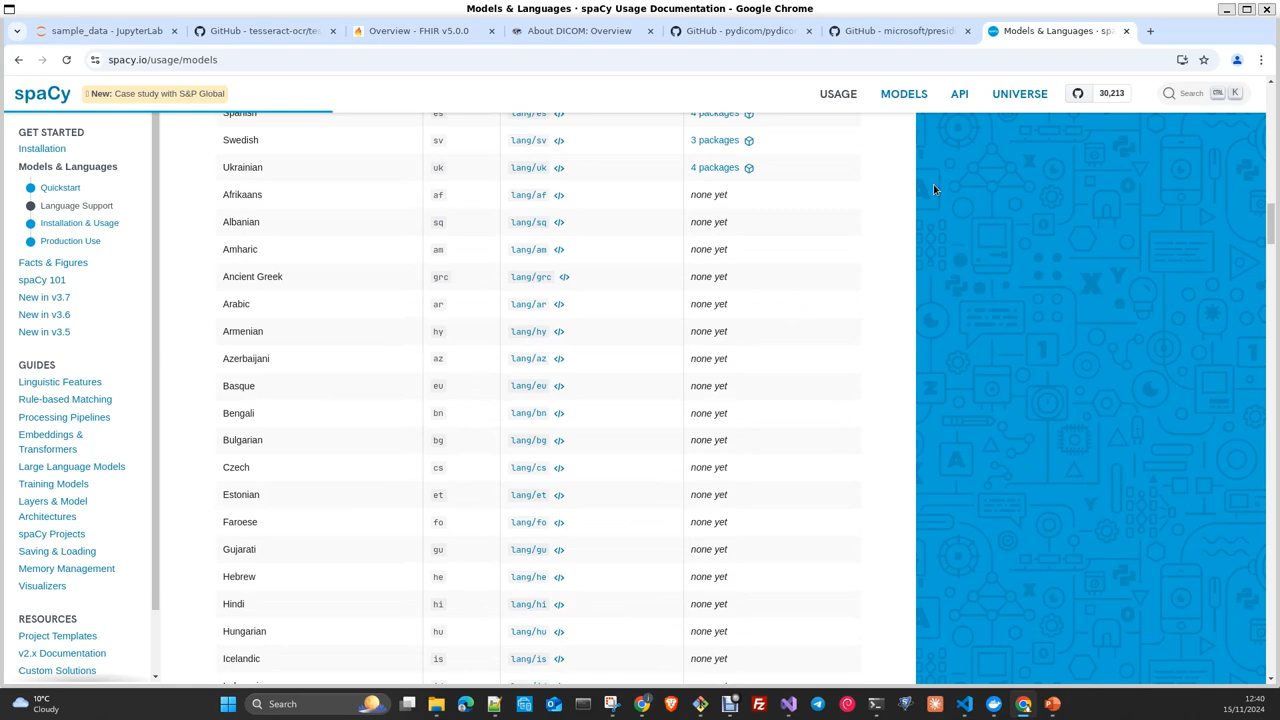 Models & Languages · spaCy Usage Documentation - Google Chrome
sample_data - JupyterLab
GitHub - tesseract-ocr/tes
Overview - FHIR v5.0.0
About DICOM: Overview
GitHub - pydicom/pydico
GitHub - microsoft/presidi
Models & Languages · spa
spacy.io/usage/models
spaCy
New: Case study with S&P Global
USAGE
MODELS
API
UNIVERSE
30,213
Search
CTRL
K
GET STARTED
Installation
Models & Languages
Quickstart
Language Support
Installation & Usage
Production Use
Facts & Figures
spaCy 101
New in v3.7
New in v3.6
New in v3.5
GUIDES
Linguistic Features
Rule-based Matching
Processing Pipelines
Embeddings &
Transformers
Large Language Models
Training Models
Layers & Model
Architectures
spaCy Projects
Saving & Loading
Memory Management
Visualizers
RESOURCES
Project Templates
v2.x Documentation
Custom Solutions
Spanish es lang/es 4 packages
Swedish sv lang/sv 3 packages
Ukrainian uk lang/uk 4 packages
Afrikaans af lang/af none yet
Albanian sq lang/sq none yet
Amharic am lang/am none yet
Ancient Greek grc lang/grc none yet
Arabic ar lang/ar none yet
Armenian hy lang/hy none yet
Azerbaijani az lang/az none yet
Basque eu lang/eu none yet
Bengali bn lang/bn none yet
Bulgarian bg lang/bg none yet
Czech cs lang/cs none yet
Estonian et lang/et none yet
Faroese fo lang/fo none yet
Gujarati gu lang/gu none yet
Hebrew he lang/he none yet
Hindi hi lang/hi none yet
Hungarian hu lang/hu none yet
Icelandic is lang/is none yet
10°C
Cloudy
Search
12:40
15/11/2024